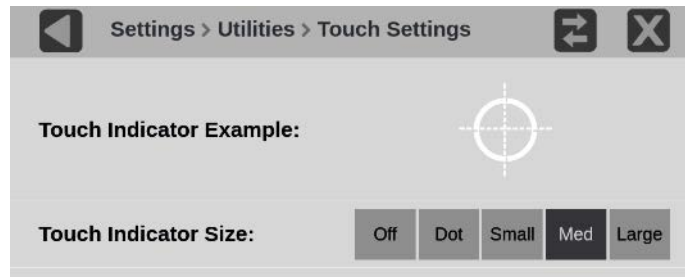 Settings > Utilities > Touch Settings
Touch Indicator Example:
Touch Indicator Size: Off Dot Small Med Large